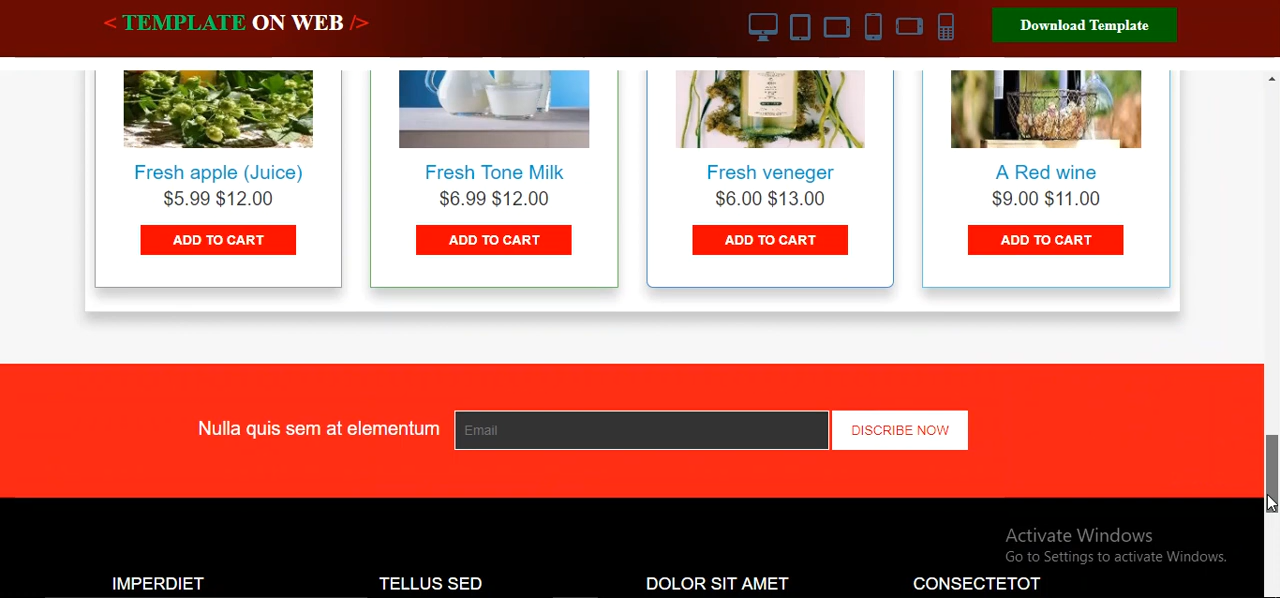 < TEMPLATE ON WEB />
Download Template
Fresh apple (Juice)
$5.99 $12.00
ADD TO CART
Fresh Tone Milk
$6.99 $12.00
ADD TO CART
Fresh veneger
$6.00 $13.00
ADD TO CART
A Red wine
$9.00 $11.00
ADD TO CART
Nulla quis sem at elementum
Email
DISCRIBE NOW
Activate Windows
Go to Settings to activate Windows.
IMPERDIET
TELLUS SED
DOLOR SIT AMET
CONSECTETOT